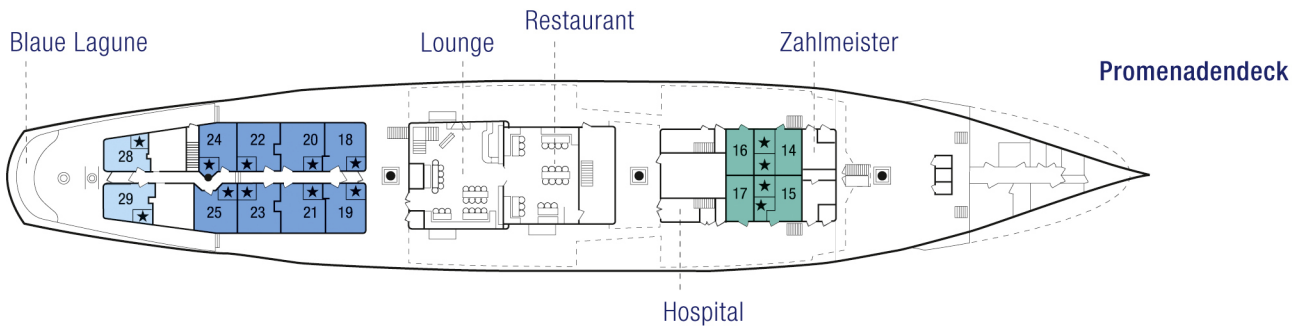 Restaurant
Blaue Lagune
Lounge
Zahlmeister
Promenadendeck
24
22
20
18
28
16
14
29
25
23
21
19
17
15
Hospital